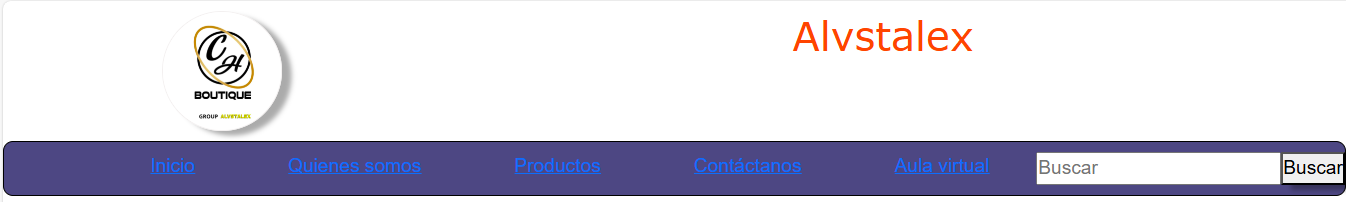 CH
BOUTIQUE
GROUP ALVSTALEX
Alvstalex
Inicio Quienes somos Productos Contáctanos Aula virtual Buscar Buscar